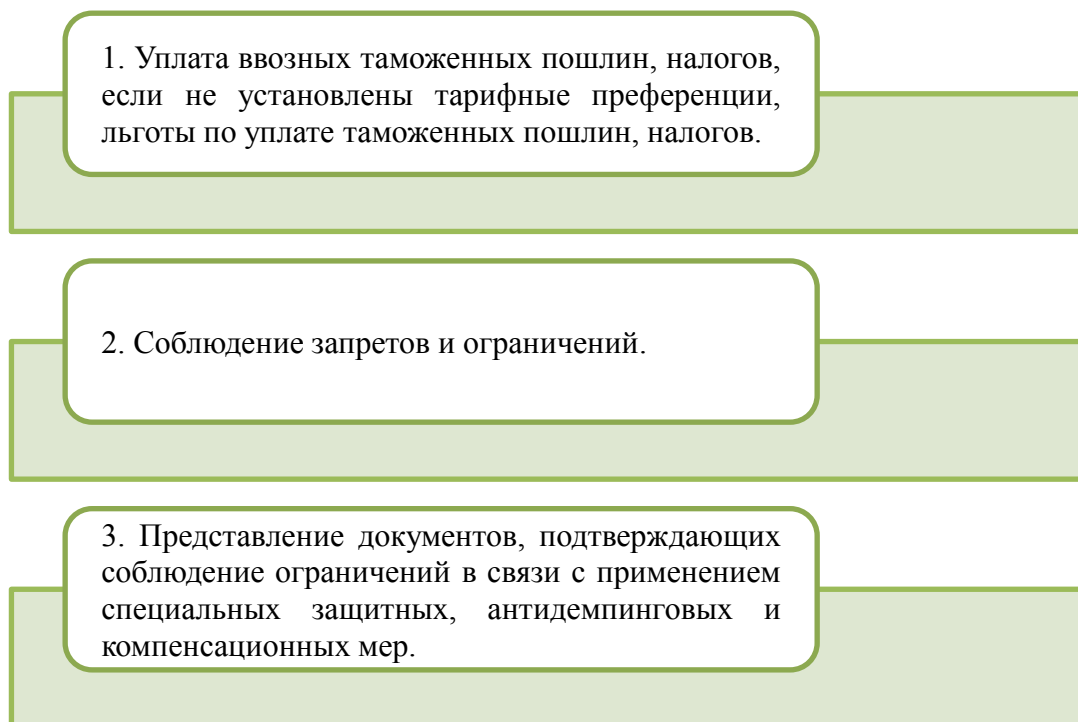 1. Уплата ввозных таможенных пошлин, налогов,
если не установлены тарифные преференции,
льготы по уплате таможенных пошлин, налогов.
2. Соблюдение запретов и ограничений.
3. Представление документов, подтверждающих
соблюдение ограничений в связи с применением
специальных защитных, антидемпинговых и
компенсационных мер.